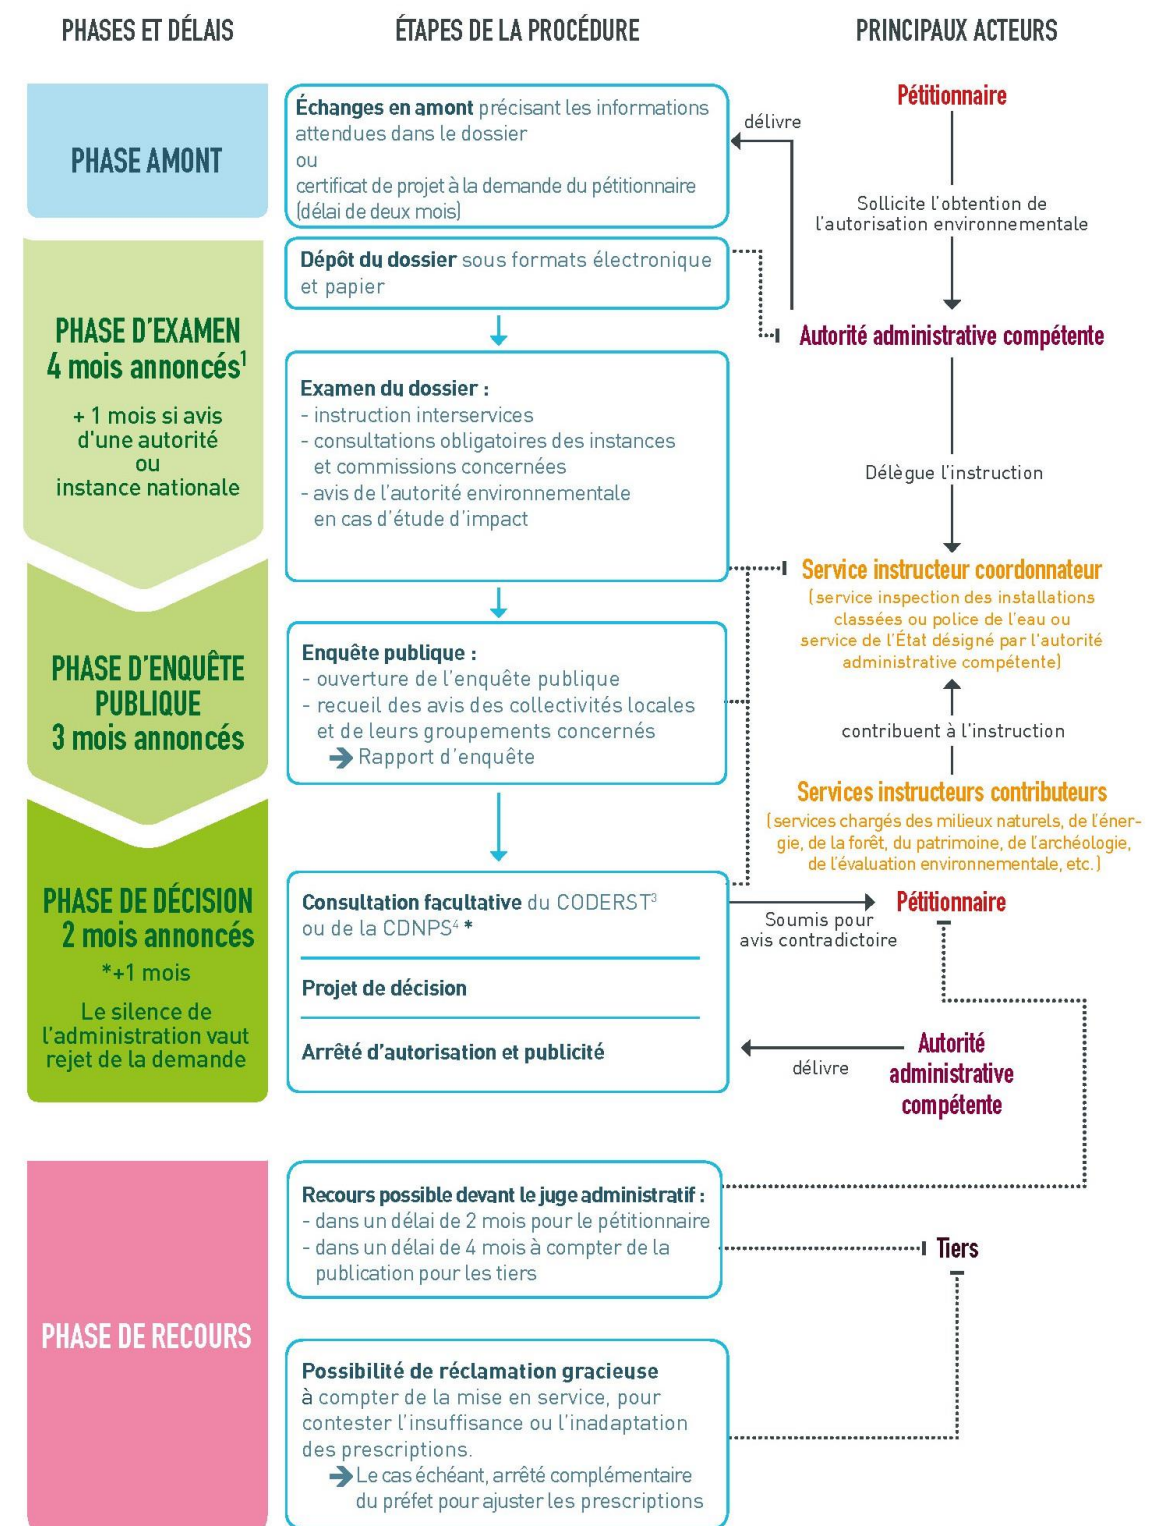 PHASES ET DÉLAIS
ÉTAPES DE LA PROCÉDURE
PRINCIPAUX ACTEURS
PHASE AMONT
Échanges en amont précisant les informations
attendues dans le dossier
ou
certificat de projet à la demande du pétitionnaire
(délai de deux mois)
délivre
Pétitionnaire
Sollicite l'obtention de
l'autorisation environnementale
PHASE D'EXAMEN
4 mois annoncés¹
+ 1 mois si avis
d'une autorité
ou
instance nationale
Dépôt du dossier sous formats électronique
et papier
Autorité administrative compétente
Examen du dossier :
- instruction interservices
- consultations obligatoires des instances
et commissions concernées
- avis de l'autorité environnementale
en cas d'étude d'impact
Délègue l'instruction
Service instructeur coordonnateur
(service inspection des installations
classées ou police de l'eau ou
service de l'État désigné par l'autorité
administrative compétente)
PHASE D'ENQUÊTE
PUBLIQUE
3 mois annoncés
Enquête publique :
- ouverture de l'enquête publique
- recueil des avis des collectivités locales
et de leurs groupements concernés
➔ Rapport d'enquête
contribuent à l'instruction
Services instructeurs contributeurs
(services chargés des milieux naturels, de l'éner-
gie, de la forêt, du patrimoine, de l'archéologie,
de l'évaluation environnementale, etc.)
PHASE DE DÉCISION
2 mois annoncés
*+1 mois
Le silence de
l'administration vaut
rejet de la demande
Consultation facultative du CODERST³
ou de la CDNPS⁴ *
Projet de décision
Arrêté d'autorisation et publicité
Soumis pour
avis contradictoire
Pétitionnaire
délivre
Autorité
administrative
compétente
PHASE DE RECOURS
Recours possible devant le juge administratif :
- dans un délai de 2 mois pour le pétitionnaire
- dans un délai de 4 mois à compter de la
publication pour les tiers
Tiers
Possibilité de réclamation gracieuse
à compter de la mise en service, pour
contester l'insuffisance ou l'inadaptation
des prescriptions.
➔ Le cas échéant, arrêté complémentaire
du préfet pour ajuster les prescriptions